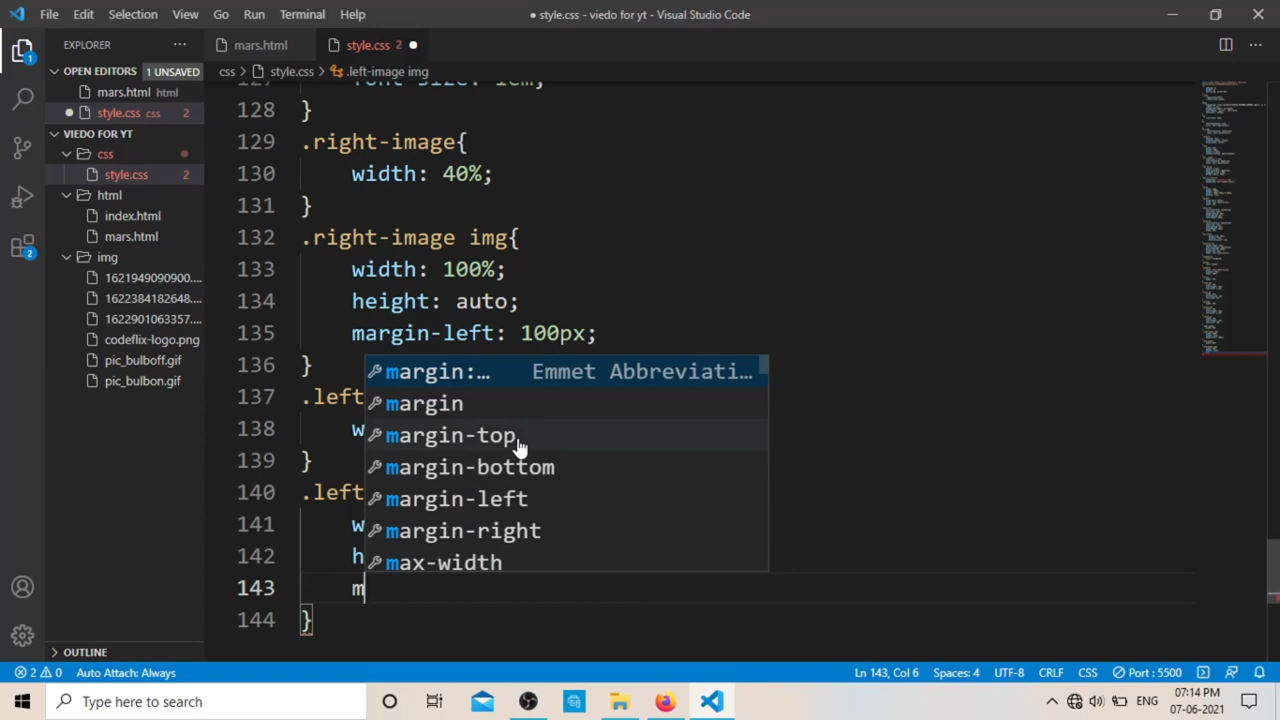 File Edit Selection View Go Run Terminal Help
● style.css - viedo for yt - Visual Studio Code
EXPLORER
mars.html
style.css 2
OPEN EDITORS 1 UNSAVED
css > style.css > .left-image img
mars.html html
style.css css 2
VIEDO FOR YT
css
style.css 2
html
index.html
mars.html
img
1621949090900....
1622384182648....
1622901063357....
codeflix-logo.png
pic_bulboff.gif
pic_bulbon.gif
OUTLINE
127 font-size: 1em;
128 }
129 .right-image{
130 width: 40%;
131 }
132 .right-image img{
133 width: 100%;
134 height: auto;
135 margin-left: 100px;
136 }
137 .left
138 w
139 }
140 .left
141 w
142 h
143 m
144 }
margin:… Emmet Abbreviati…
margin
margin-top
margin-bottom
margin-left
margin-right
max-width
2 0 Auto Attach: Always
Ln 143, Col 6 Spaces: 4 UTF-8 CRLF CSS Port : 5500
Type here to search
ENG
07:14 PM
07-06-2021